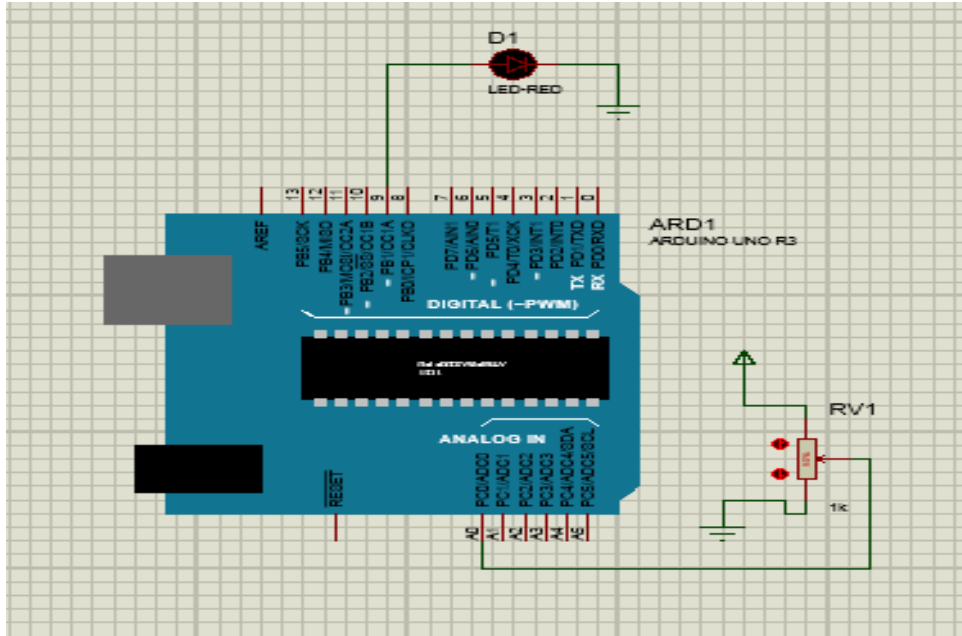 D1
LED-RED
13
12
11
10
9
8
7
6
5
4
3
2
1
0
AREF
PB5/SCK
PB4/MISO
PB3/MOSI/OC2A
PB2/SS/OC1B
PB1/OC1A
PB0/ICP1/CLKO
PD7/AIN1
PD6/AIN0
PD5/T1
PD4/T0/XCK
PD3/INT1
PD2/INT0
TX PD1/TXD
RX PD0/RXD
ARD1
ARDUINO UNO R3
DIGITAL (~PWM)
ANALOG IN
RESET
PC0/ADC0
PC1/ADC1
PC2/ADC2
PC3/ADC3
PC4/ADC4/SDA
PC5/ADC5/SCL
A0
A1
A2
A3
A4
A5
RV1
1k